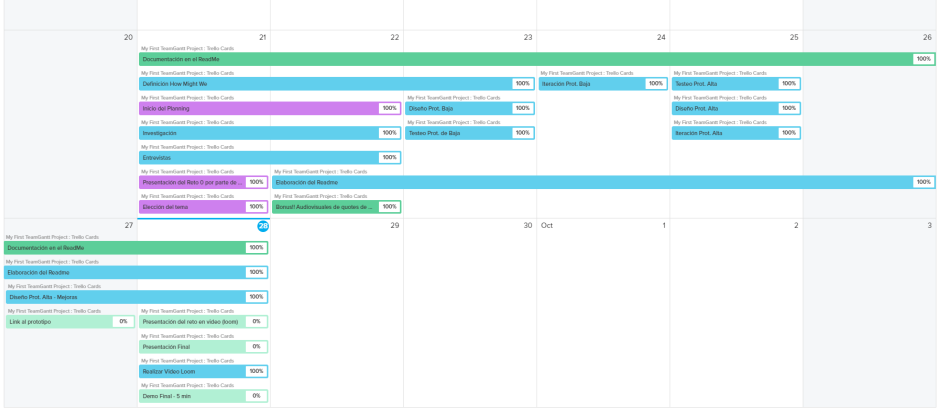 20 21 22 23 24 25 26
My First TeamGantt Project : Trello Cards
Documentación en el ReadMe 100%
My First TeamGantt Project : Trello Cards My First TeamGantt Project : Trello Cards My First TeamGantt Project : Trello Cards
Definición How Might We 100% Iteración Prot. Baja 100% Testeo Prot. Alta 100%
My First TeamGantt Project : Trello Cards My First TeamGantt Project : Trello Cards My First TeamGantt Project : Trello Cards
Inicio del Planning 100% Diseño Prot. Baja 100% Diseño Prot. Alta 100%
My First TeamGantt Project : Trello Cards My First TeamGantt Project : Trello Cards My First TeamGantt Project : Trello Cards
Investigación 100% Testeo Prot. de Baja 100% Iteración Prot. Alta 100%
My First TeamGantt Project : Trello Cards
Entrevistas 100%
My First TeamGantt Project : Trello Cards My First TeamGantt Project : Trello Cards
Presentación del Reto 0 por parte de ... 100% Elaboración del Readme 100%
My First TeamGantt Project : Trello Cards My First TeamGantt Project : Trello Cards
Elección del tema 100% Bonus!! Audiovisuales de quotes de ... 100%
27 28 29 30 Oct 1 2 3
My First TeamGantt Project : Trello Cards
Documentación en el ReadMe 100%
My First TeamGantt Project : Trello Cards
Elaboración del Readme 100%
My First TeamGantt Project : Trello Cards
Diseño Prot. Alta - Mejoras 100%
My First TeamGantt Project : Trello Cards My First TeamGantt Project : Trello Cards
Link al prototipo 0% Presentación del reto en video (loom) 0%
My First TeamGantt Project : Trello Cards
Presentación Final 0%
My First TeamGantt Project : Trello Cards
Realizar Video Loom 100%
My First TeamGantt Project : Trello Cards
Demo Final - 5 min 0%